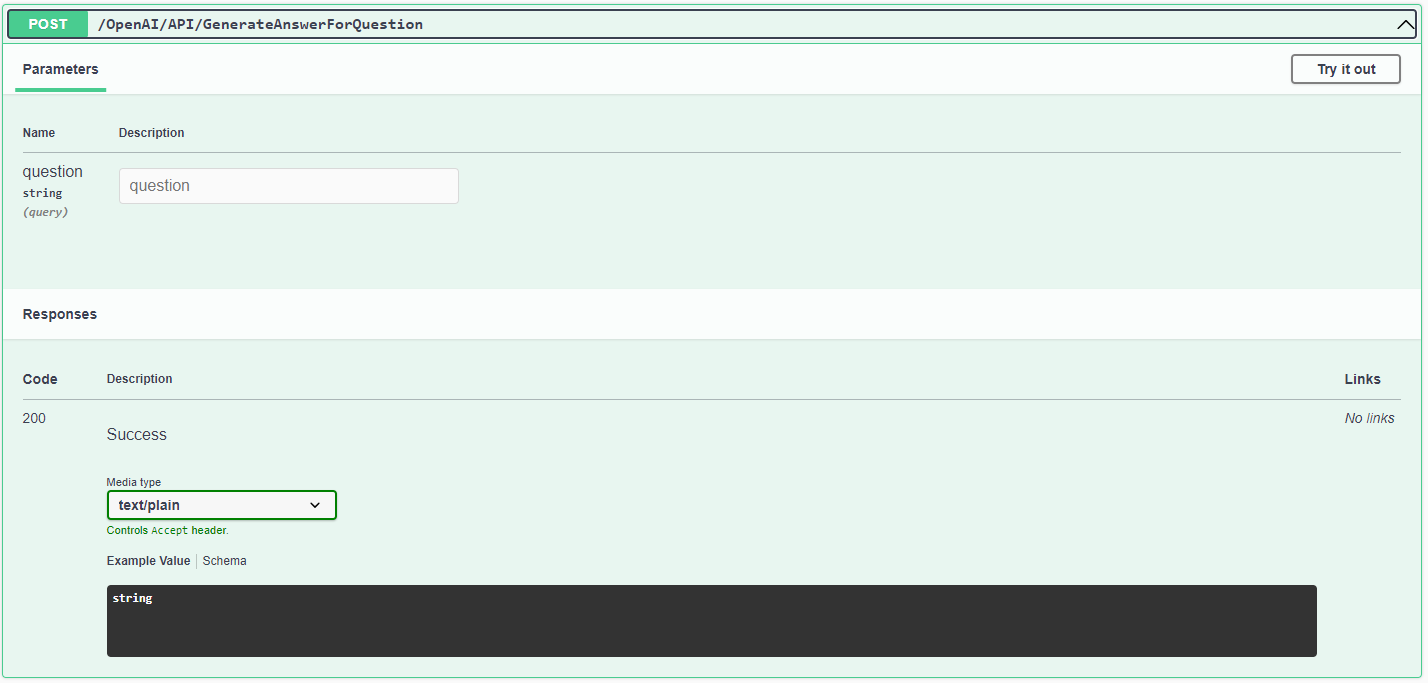 POST /OpenAI/API/GenerateAnswerForQuestion
Parameters
Try it out
Name Description
question
string
(query)
question
Responses
Code Description Links
200
Success
No links
Media type
text/plain
Controls Accept header.
Example Value Schema
string